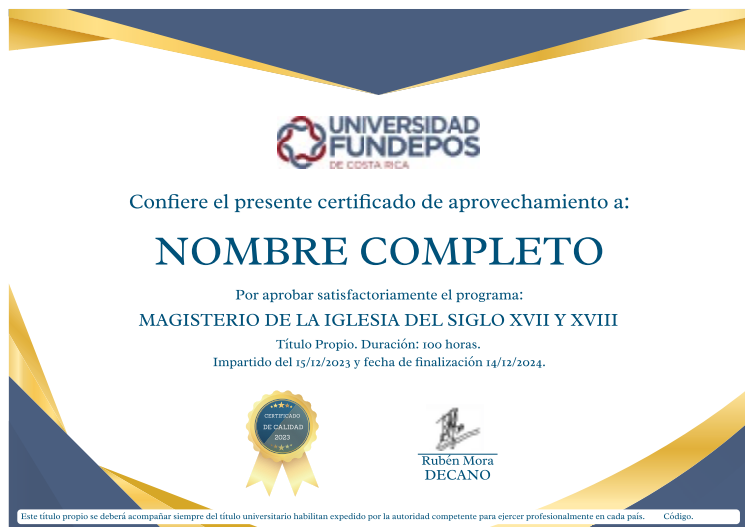 UNIVERSIDAD
FUNDEPOS
DE COSTA RICA
Confiere el presente certificado de aprovechamiento a:
NOMBRE COMPLETO
Por aprobar satisfactoriamente el programa:
MAGISTERIO DE LA IGLESIA DEL SIGLO XVII Y XVIII
Título Propio. Duración: 100 horas.
Impartido del 15/12/2023 y fecha de finalización 14/12/2024.
CERTIFICADO
DE CALIDAD
2023
Rubén Mora
DECANO
Este título propio se deberá acompañar siempre del título universitario habilitan expedido por la autoridad competente para ejercer profesionalmente en cada país. Código.